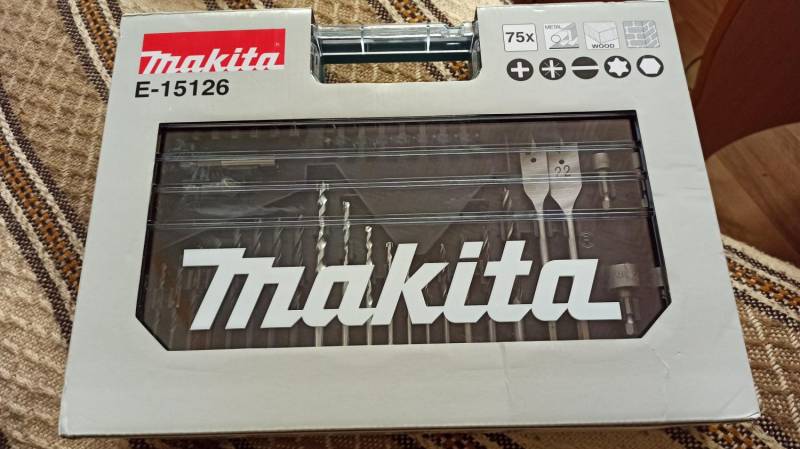 makita
E-15126
75x
METAL
WOOD
22
makita